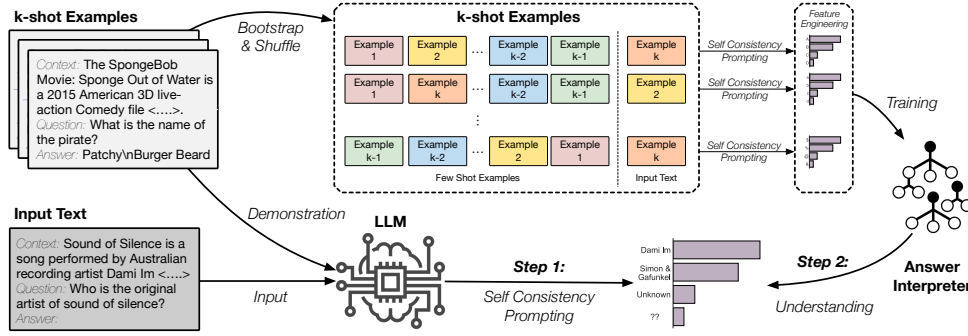 k-shot Examples
Context: The SpongeBob
Movie: Sponge Out of Water is
a 2015 American 3D live-
action Comedy file <....>.
Question: What is the name of
the pirate?
Answer: Patchy\nBurger Beard
Bootstrap
& Shuffle
k-shot Examples
Example
1
Example
2
...
Example
k-2
Example
k-1
Example
k
Example
1
Example
k
...
Example
k-2
Example
k-1
Example
2
...
Example
k-1
Example
k-2
...
Example
2
Example
1
Example
k
Few Shot Examples
Input Text
Self Consistency
Prompting
Self Consistency
Prompting
Self Consistency
Prompting
Feature
Engineering
Training
Input Text
Context: Sound of Silence is a
song performed by Australian
recording artist Dami Im <....>
Question: Who is the original
artist of sound of silence?
Answer:
Demonstration
Input
LLM
Step 1:
Self Consistency
Prompting
Dami Im
Simon &
Gafunkel
Unknown
??
Step 2:
Understanding
Answer
Interpreter